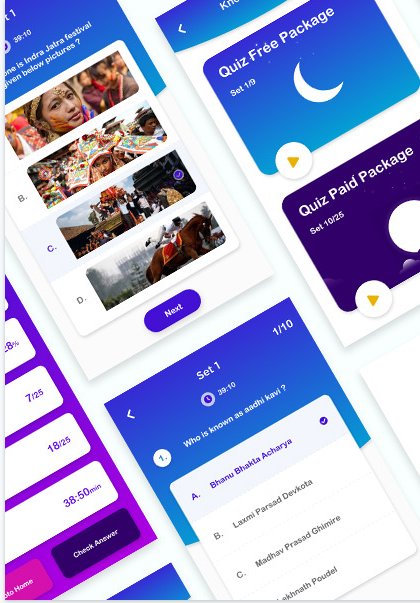 t 1
39:10
one is Indra Jatra festival
given below pictures ?
B.
C.
D.
Next
Quiz Free Package
Set 1/9
Quiz Paid Package
Set 10/25
28%
7/25
18/25
38:50min
to Home
Check Answer
Set 1
1/10
39:10
1.
Who is known as aadhi kavi ?
A. Bhanu Bhakta Acharya
B. Laxmi Parsad Devkota
C. Madhav Prasad Ghimire
ekhnath Poudel